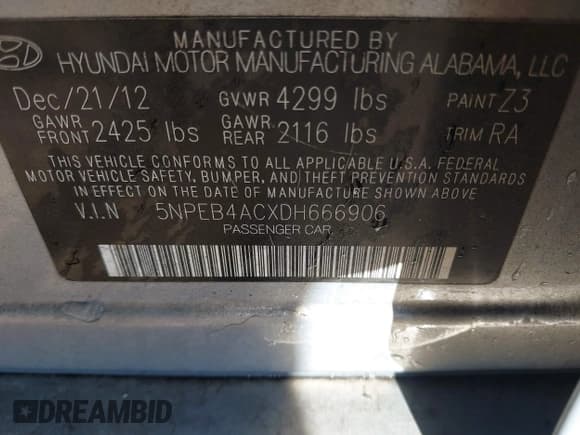 MANUFACTURED BY
HYUNDAI MOTOR MANUFACTURING ALABAMA, LLC
Dec/21/12 GVWR 4299 lbs PAINT Z3
GAWR FRONT 2425 lbs GAWR REAR 2116 lbs TRIM RA
THIS VEHICLE CONFORMS TO ALL APPLICABLE U.S.A. FEDERAL
MOTOR VEHICLE SAFETY, BUMPER, AND THEFT PREVENTION STANDARDS
IN EFFECT ON THE DATE OF MANUFACTURE SHOWN ABOVE
V.I.N 5NPEB4ACXDH666906
PASSENGER CAR
DREAMBID